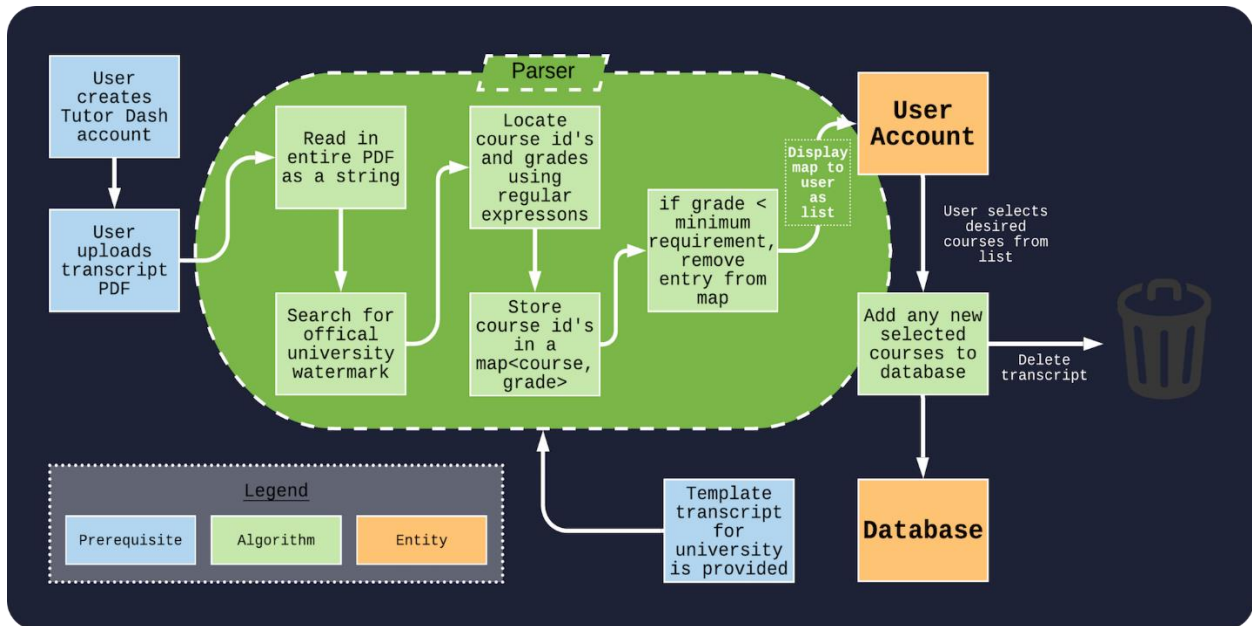 User
creates
Tutor Dash
account
User
uploads
transcript
PDF
Parser
Read in
entire PDF
as a string
Search for
offical
university
watermark
Locate
course id's
and grades
using
regular
expressons
Store
course id's
in a
map<course,
grade>
if grade <
minimum
requirement,
remove
entry from
map
Display
map to
user
as
list
User
Account
User selects
desired
courses from
list
Add any new
selected
courses to
database
Delete
transcript
Database
Template
transcript
for
university
is provided
Legend
Prerequisite
Algorithm
Entity